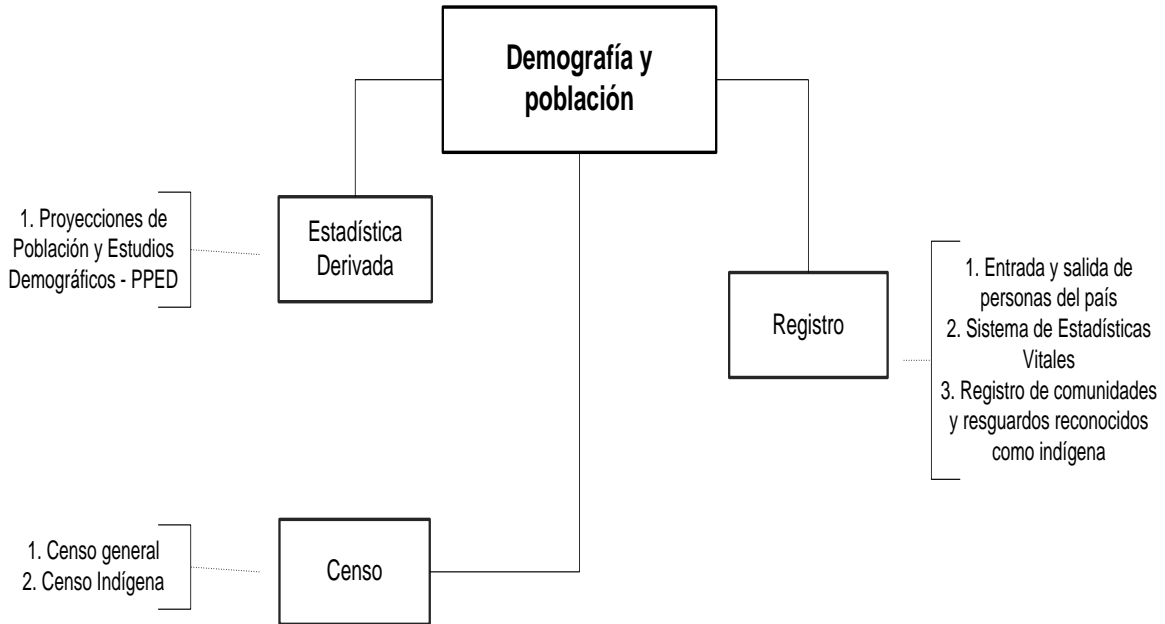 Demografía y
población
1. Proyecciones de
Población y Estudios
Demográficos - PPED
Estadística
Derivada
Registro
1. Entrada y salida de
personas del país
2. Sistema de Estadísticas
Vitales
3. Registro de comunidades
y resguardos reconocidos
como indígena
1. Censo general
2. Censo Indígena
Censo